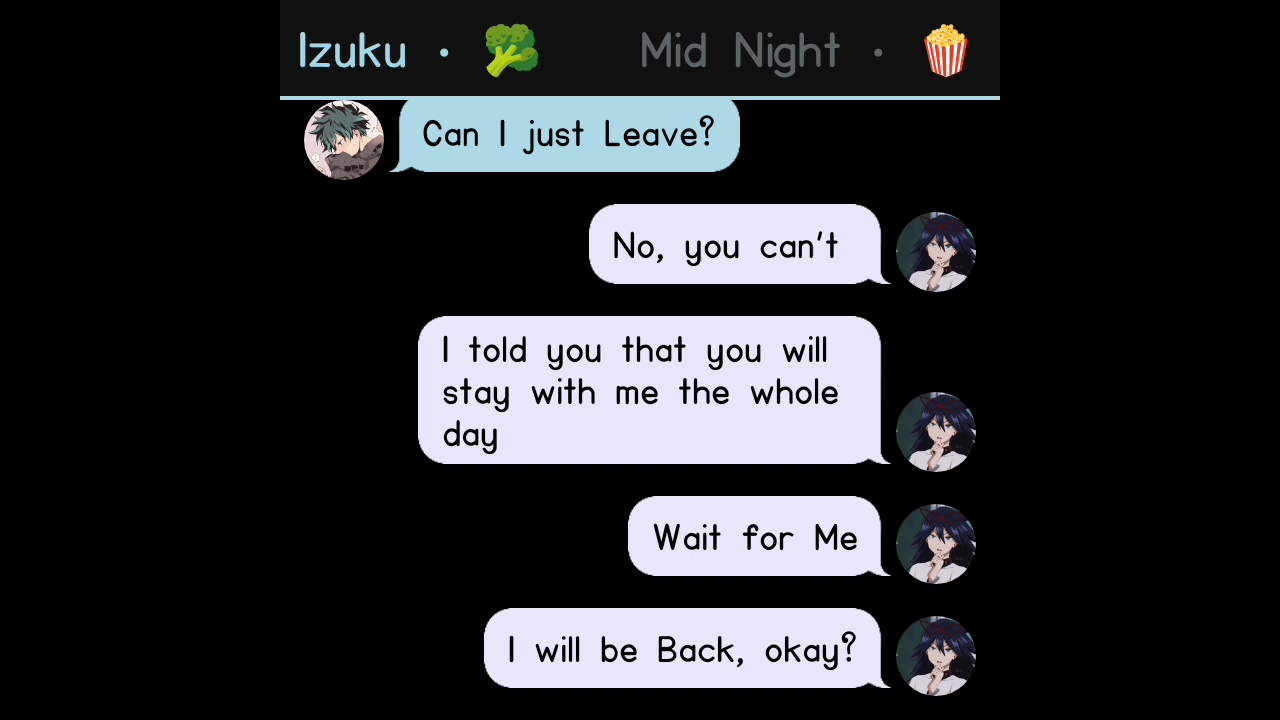 Izuku • Mid Night •
Can I just Leave?
No, you can't
I told you that you will
stay with me the whole
day
Wait for Me
I will be Back, okay?